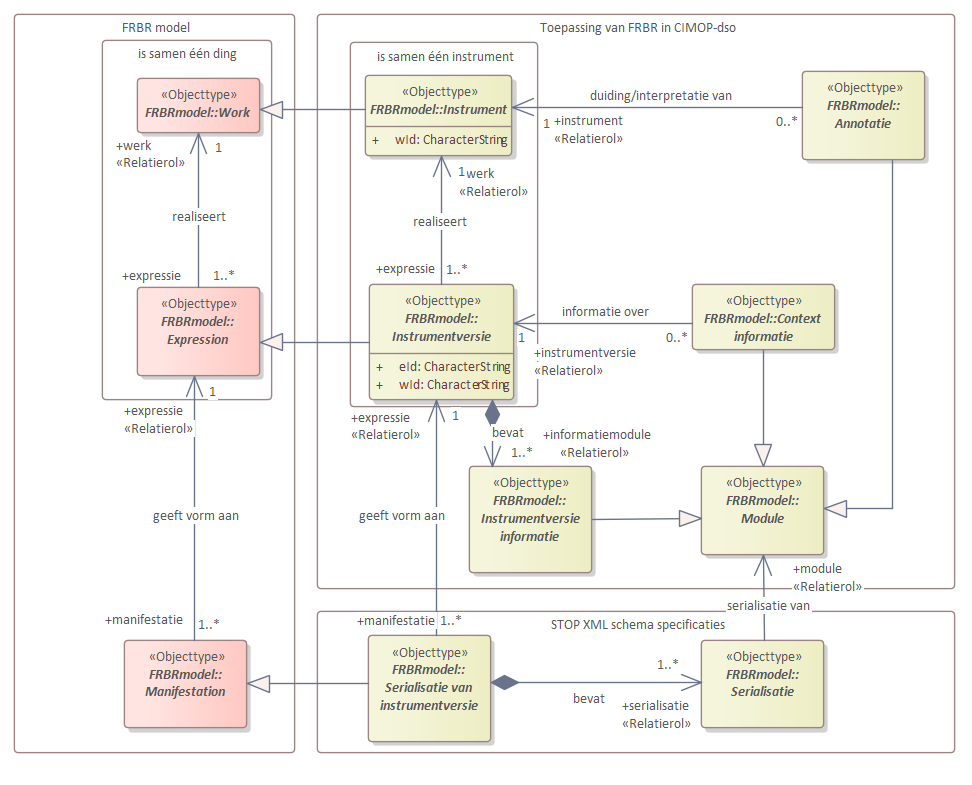 FRBR model
is samen één ding
«Objecttype»
FRBRmodel::Work
+werk
«Relatierol»
1
realiseert
+expressie
1..*
«Objecttype»
FRBRmodel::
Expression
1
+expressie
«Relatierol»
geeft vorm aan
+manifestatie
1..*
«Objecttype»
FRBRmodel::
Manifestation
Toepassing van FRBR in CIMOP-dso
is samen één instrument
«Objecttype»
FRBRmodel::Instrument
+ wId: CharacterString
1
werk
«Relatierol»
realiseert
+expressie
1..*
duiding/interpretatie van
1
+instrument
«Relatierol»
0..*
«Objecttype»
FRBRmodel::
Annotatie
«Objecttype»
FRBRmodel::
Instrumentversie
+ eId: CharacterString
+ wId: CharacterString
informatie over
1
+instrumentversie
«Relatierol»
0..*
«Objecttype»
FRBRmodel::Context
informatie
+expressie
«Relatierol»
1
bevat
1..*
+informatiemodule
«Relatierol»
geeft vorm aan
«Objecttype»
FRBRmodel::
Instrumentversie
informatie
«Objecttype»
FRBRmodel::
Module
+module
«Relatierol»
serialisatie van
+manifestatie
1..*
STOP XML schema specificaties
«Objecttype»
FRBRmodel::
Serialisatie van
instrumentversie
bevat
1..*
+serialisatie
«Relatierol»
«Objecttype»
FRBRmodel::
Serialisatie